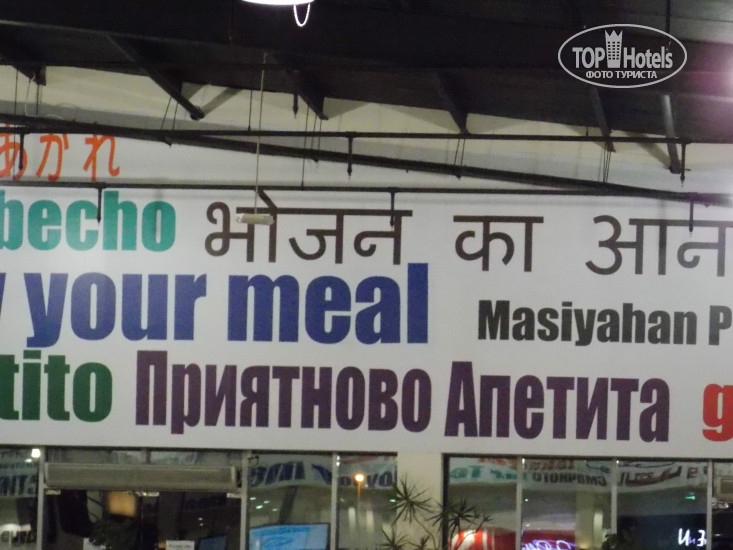 TOP Hotels
ФОТО ТУРИСТА
あがれ
becho भोजन का आन
your meal Masiyahan P
tito Приятново Апетита g